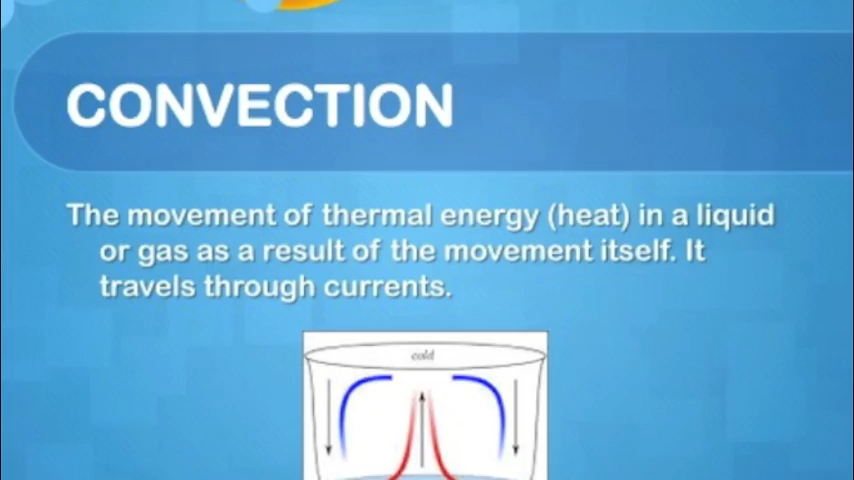 CONVECTION
The movement of thermal energy (heat) in a liquid
or gas as a result of the movement itself. It
travels through currents.
cold